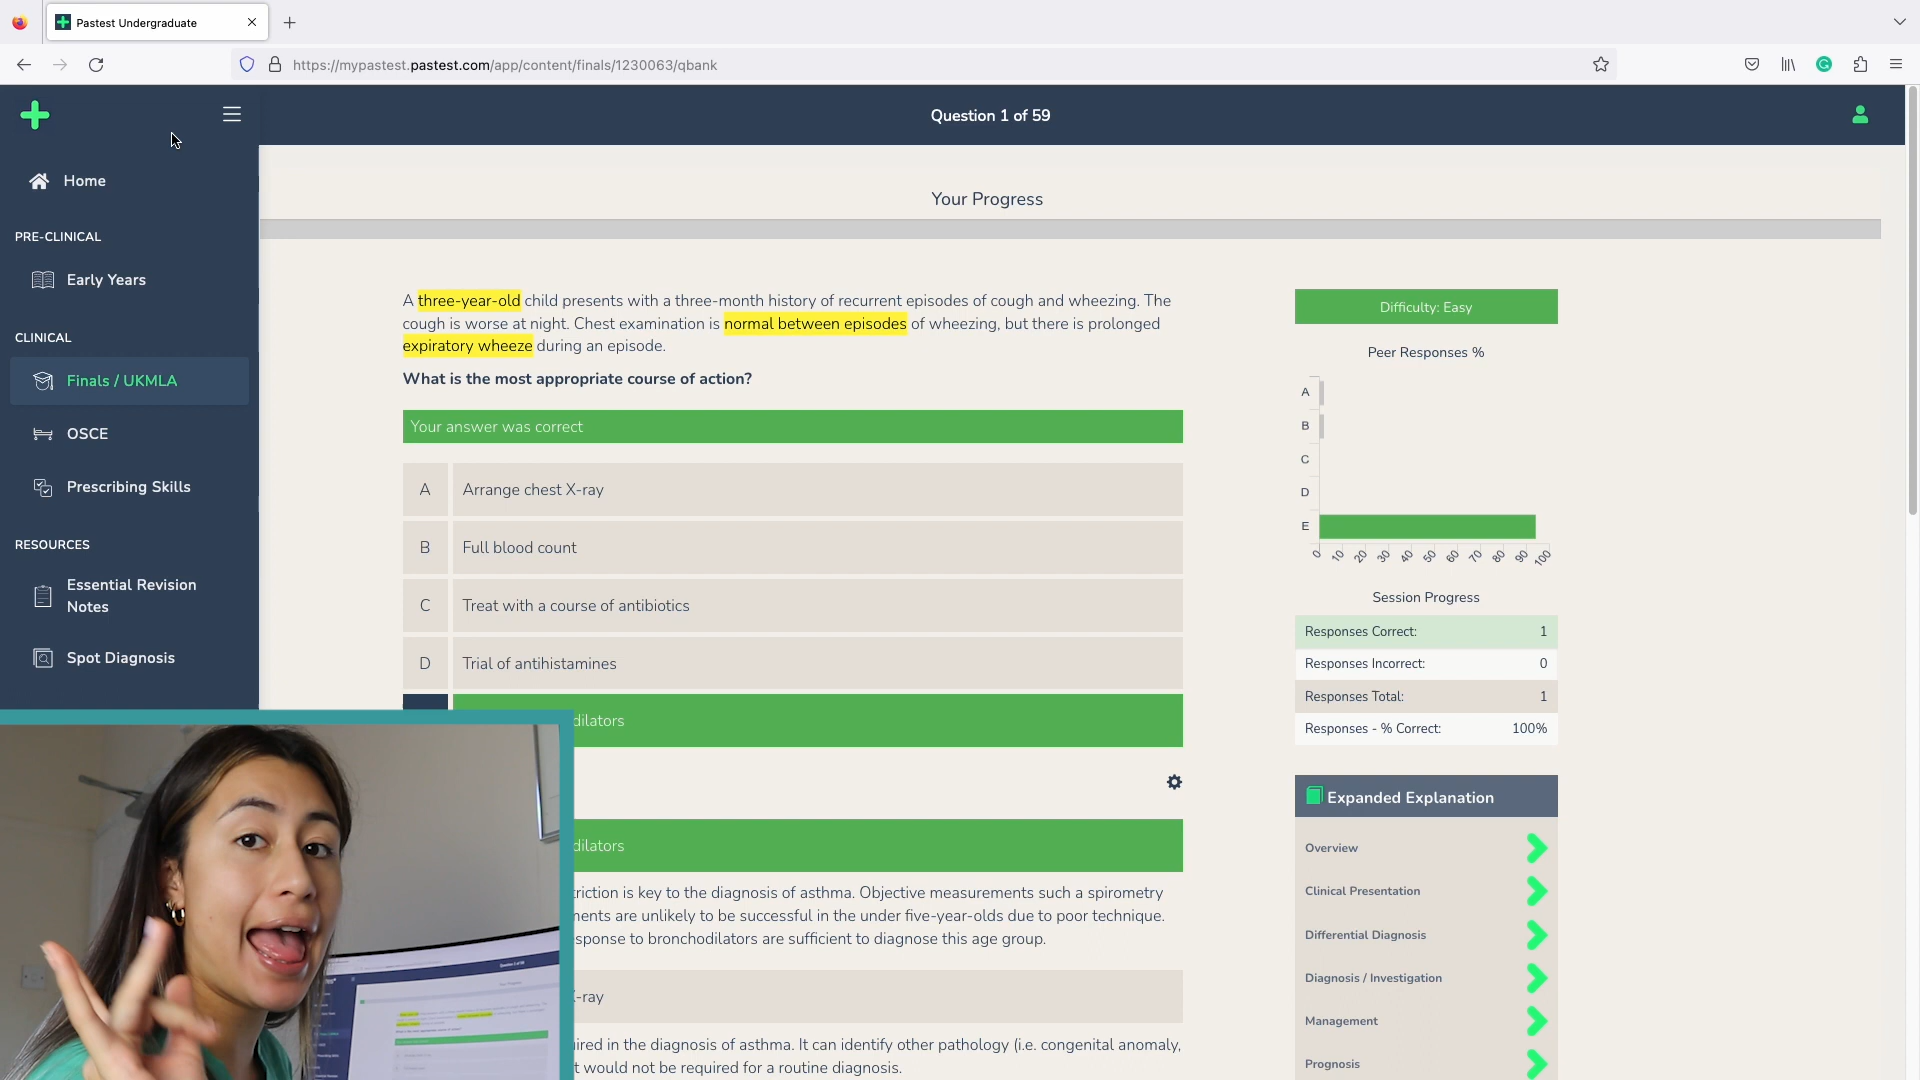 Pastest Undergraduate
https://mypastest.pastest.com/app/content/finals/1230063/qbank
Question 1 of 59
Home
PRE-CLINICAL
Early Years
CLINICAL
Finals / UKMLA
OSCE
Prescribing Skills
RESOURCES
Essential Revision
Notes
Spot Diagnosis
Your Progress
A three-year-old child presents with a three-month history of recurrent episodes of cough and wheezing. The
cough is worse at night. Chest examination is normal between episodes of wheezing, but there is prolonged
expiratory wheeze during an episode.
What is the most appropriate course of action?
Your answer was correct
A Arrange chest X-ray
B Full blood count
C Treat with a course of antibiotics
D Trial of antihistamines
dilators
dilators
triction is key to the diagnosis of asthma. Objective measurements such a spirometry
ments are unlikely to be successful in the under five-year-olds due to poor technique.
sponse to bronchodilators are sufficient to diagnose this age group.
X-ray
ired in the diagnosis of asthma. It can identify other pathology (i.e. congenital anomaly,
t would not be required for a routine diagnosis.
Difficulty: Easy
Peer Responses %
A
B
C
D
E
0 10 20 30 40 50 60 70 80 90 100
Session Progress
Responses Correct: 1
Responses Incorrect: 0
Responses Total: 1
Responses - % Correct: 100%
Expanded Explanation
Overview
Clinical Presentation
Differential Diagnosis
Diagnosis / Investigation
Management
Prognosis